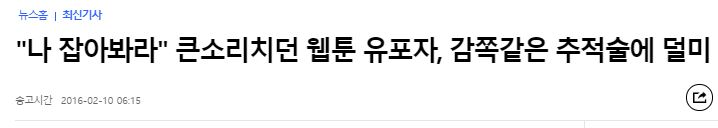 뉴스홈 | 최신기사
"나 잡아봐라" 큰소리치던 웹툰 유포자, 감쪽같은 추적술에 덜미
송고시간 2016-02-10 06:15